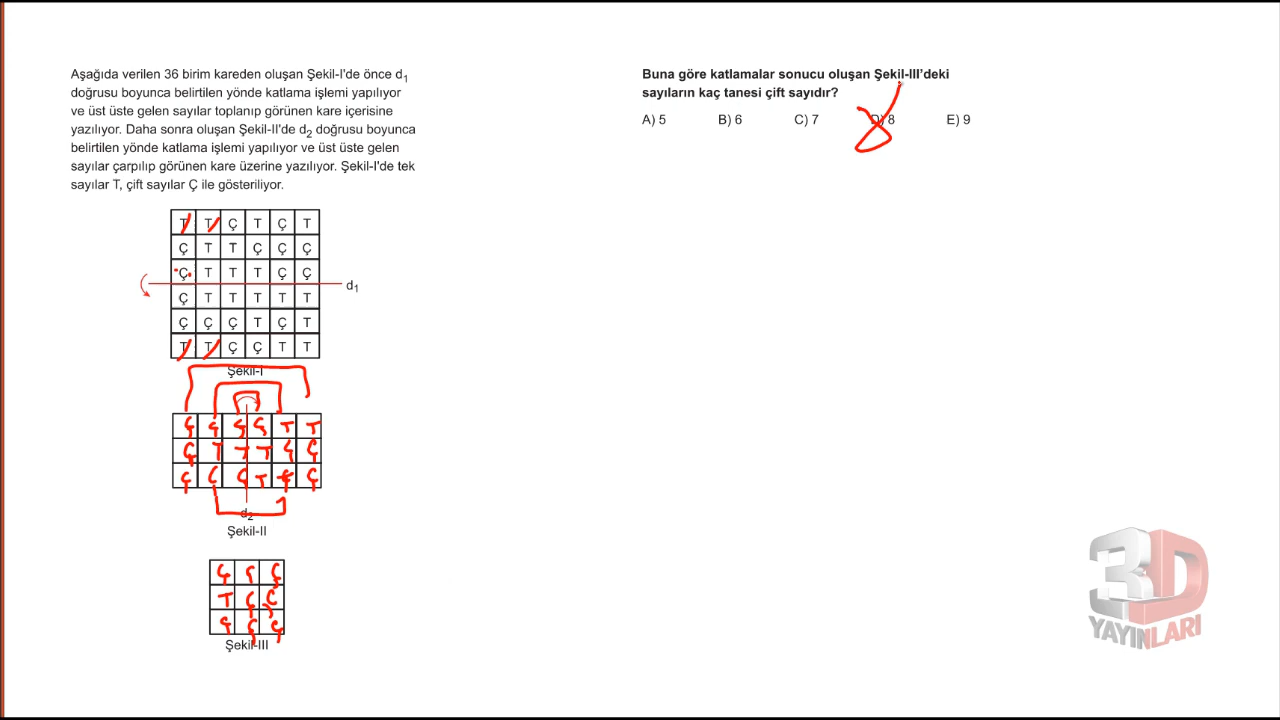 Aşağıda verilen 36 birim kareden oluşan Şekil-I'de önce d1
doğrusu boyunca belirtilen yönde katlama işlemi yapılıyor
ve üst üste gelen sayılar toplanıp görünen kare içerisine
yazılıyor. Daha sonra oluşan Şekil-II'de d2 doğrusu boyunca
belirtilen yönde katlama işlemi yapılıyor ve üst üste gelen
sayılar çarpılıp görünen kare üzerine yazılıyor. Şekil-I'de tek
sayılar T, çift sayılar Ç ile gösteriliyor.
T T Ç T Ç T
Ç T T Ç Ç Ç
Ç T T T Ç Ç
d1
Ç T T T T T
Ç Ç Ç T Ç T
T T Ç Ç T T
Şekil-I
Ç Ç Ç Ç T T
Ç T T T Ç Ç
Ç Ç Ç T Ç
d2
Şekil-II
Ç Ç Ç
T Ç Ç
Ç Ç Ç
Şekil-III
Buna göre katlamalar sonucu oluşan Şekil-III'deki
sayıların kaç tanesi çift sayıdır?
A) 5 B) 6 C) 7 D) 8 E) 9
3D
YAYINLARI